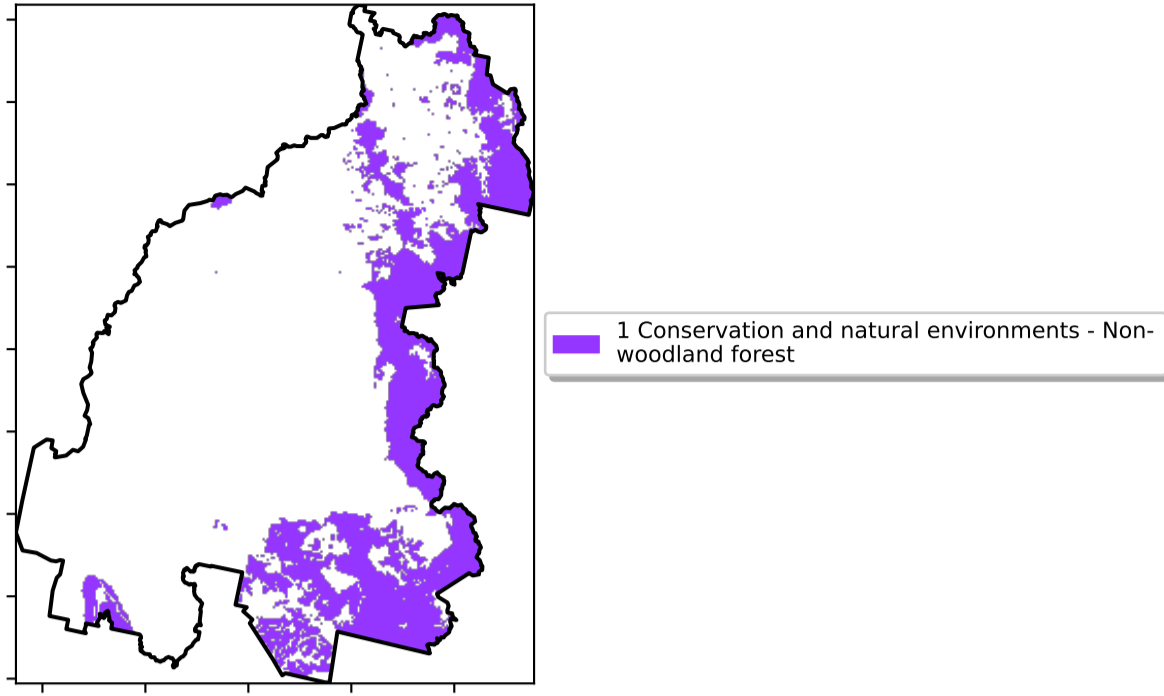 1 Conservation and natural environments - Non-
woodland forest